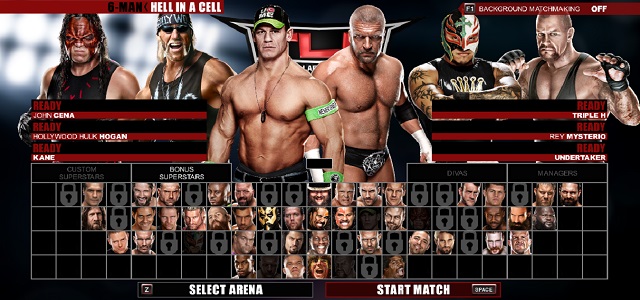 6-MAN HELL IN A CELL
F1 BACKGROUND MATCHMAKING OFF
READY
JOHN CENA
READY
HOLLYWOOD HULK HOGAN
READY
KANE
READY
TRIPLE H
READY
REY MYSTERIO
READY
UNDERTAKER
CUSTOM
SUPERSTARS
BONUS
SUPERSTARS
DIVAS
MANAGERS
Z SELECT ARENA
START MATCH SPACE